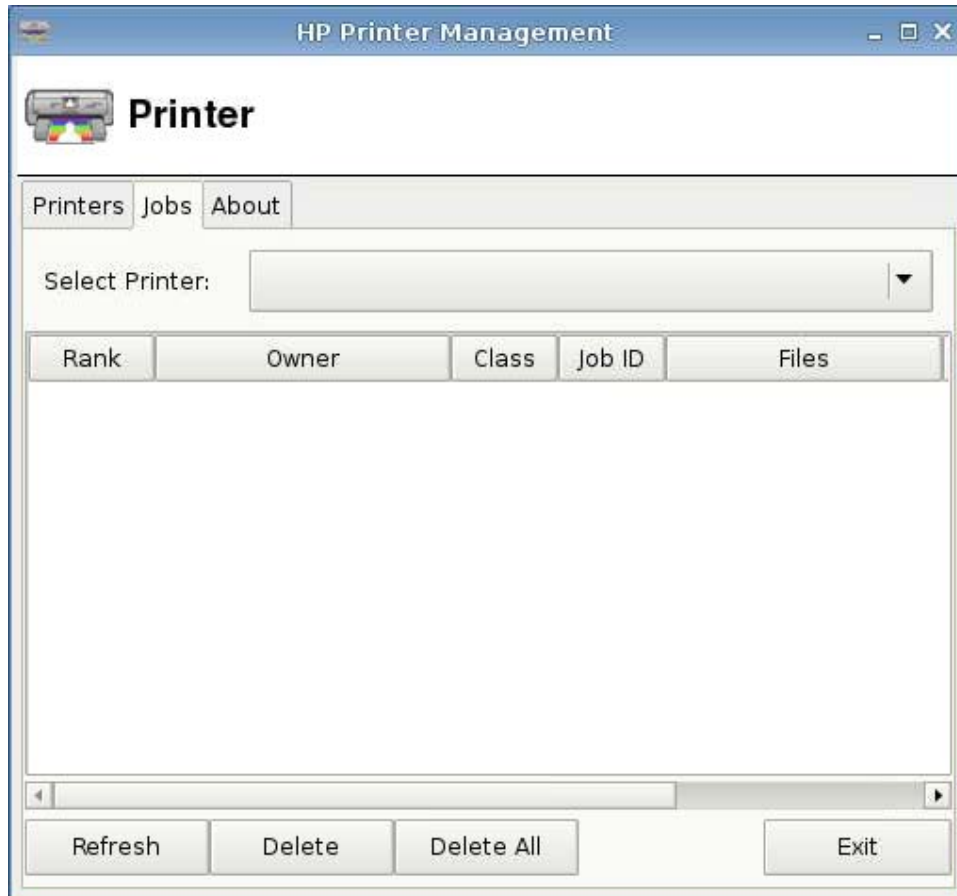 HP Printer Management
Printer
Printers Jobs About
Select Printer:
Rank Owner Class Job ID Files
Refresh Delete Delete All Exit